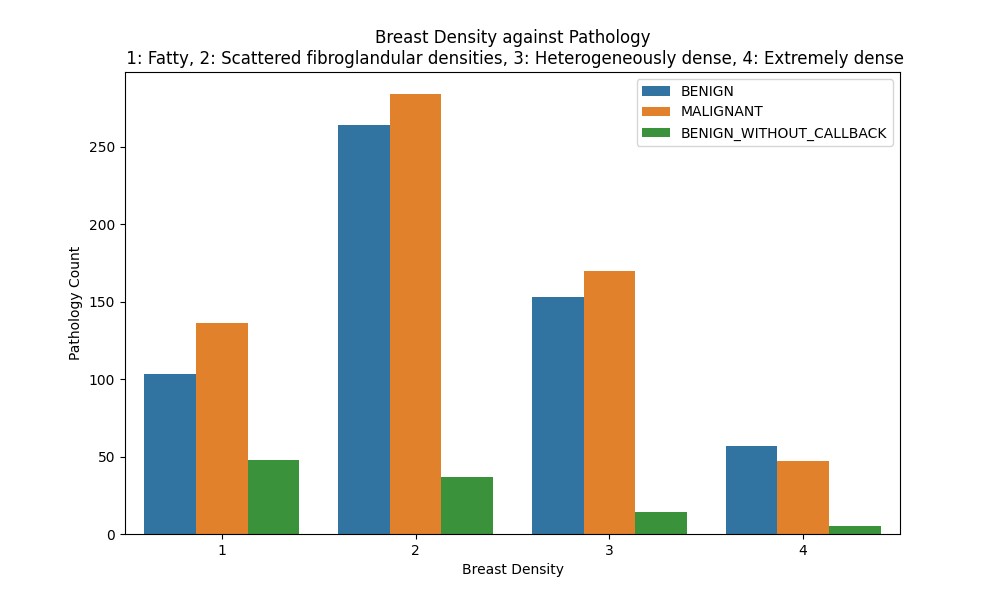 Breast Density against Pathology
1: Fatty, 2: Scattered fibroglandular densities, 3: Heterogeneously dense, 4: Extremely dense
BENIGN
MALIGNANT
BENIGN_WITHOUT_CALLBACK
Pathology Count
250
200
150
100
50
0
1 2 3 4
Breast Density